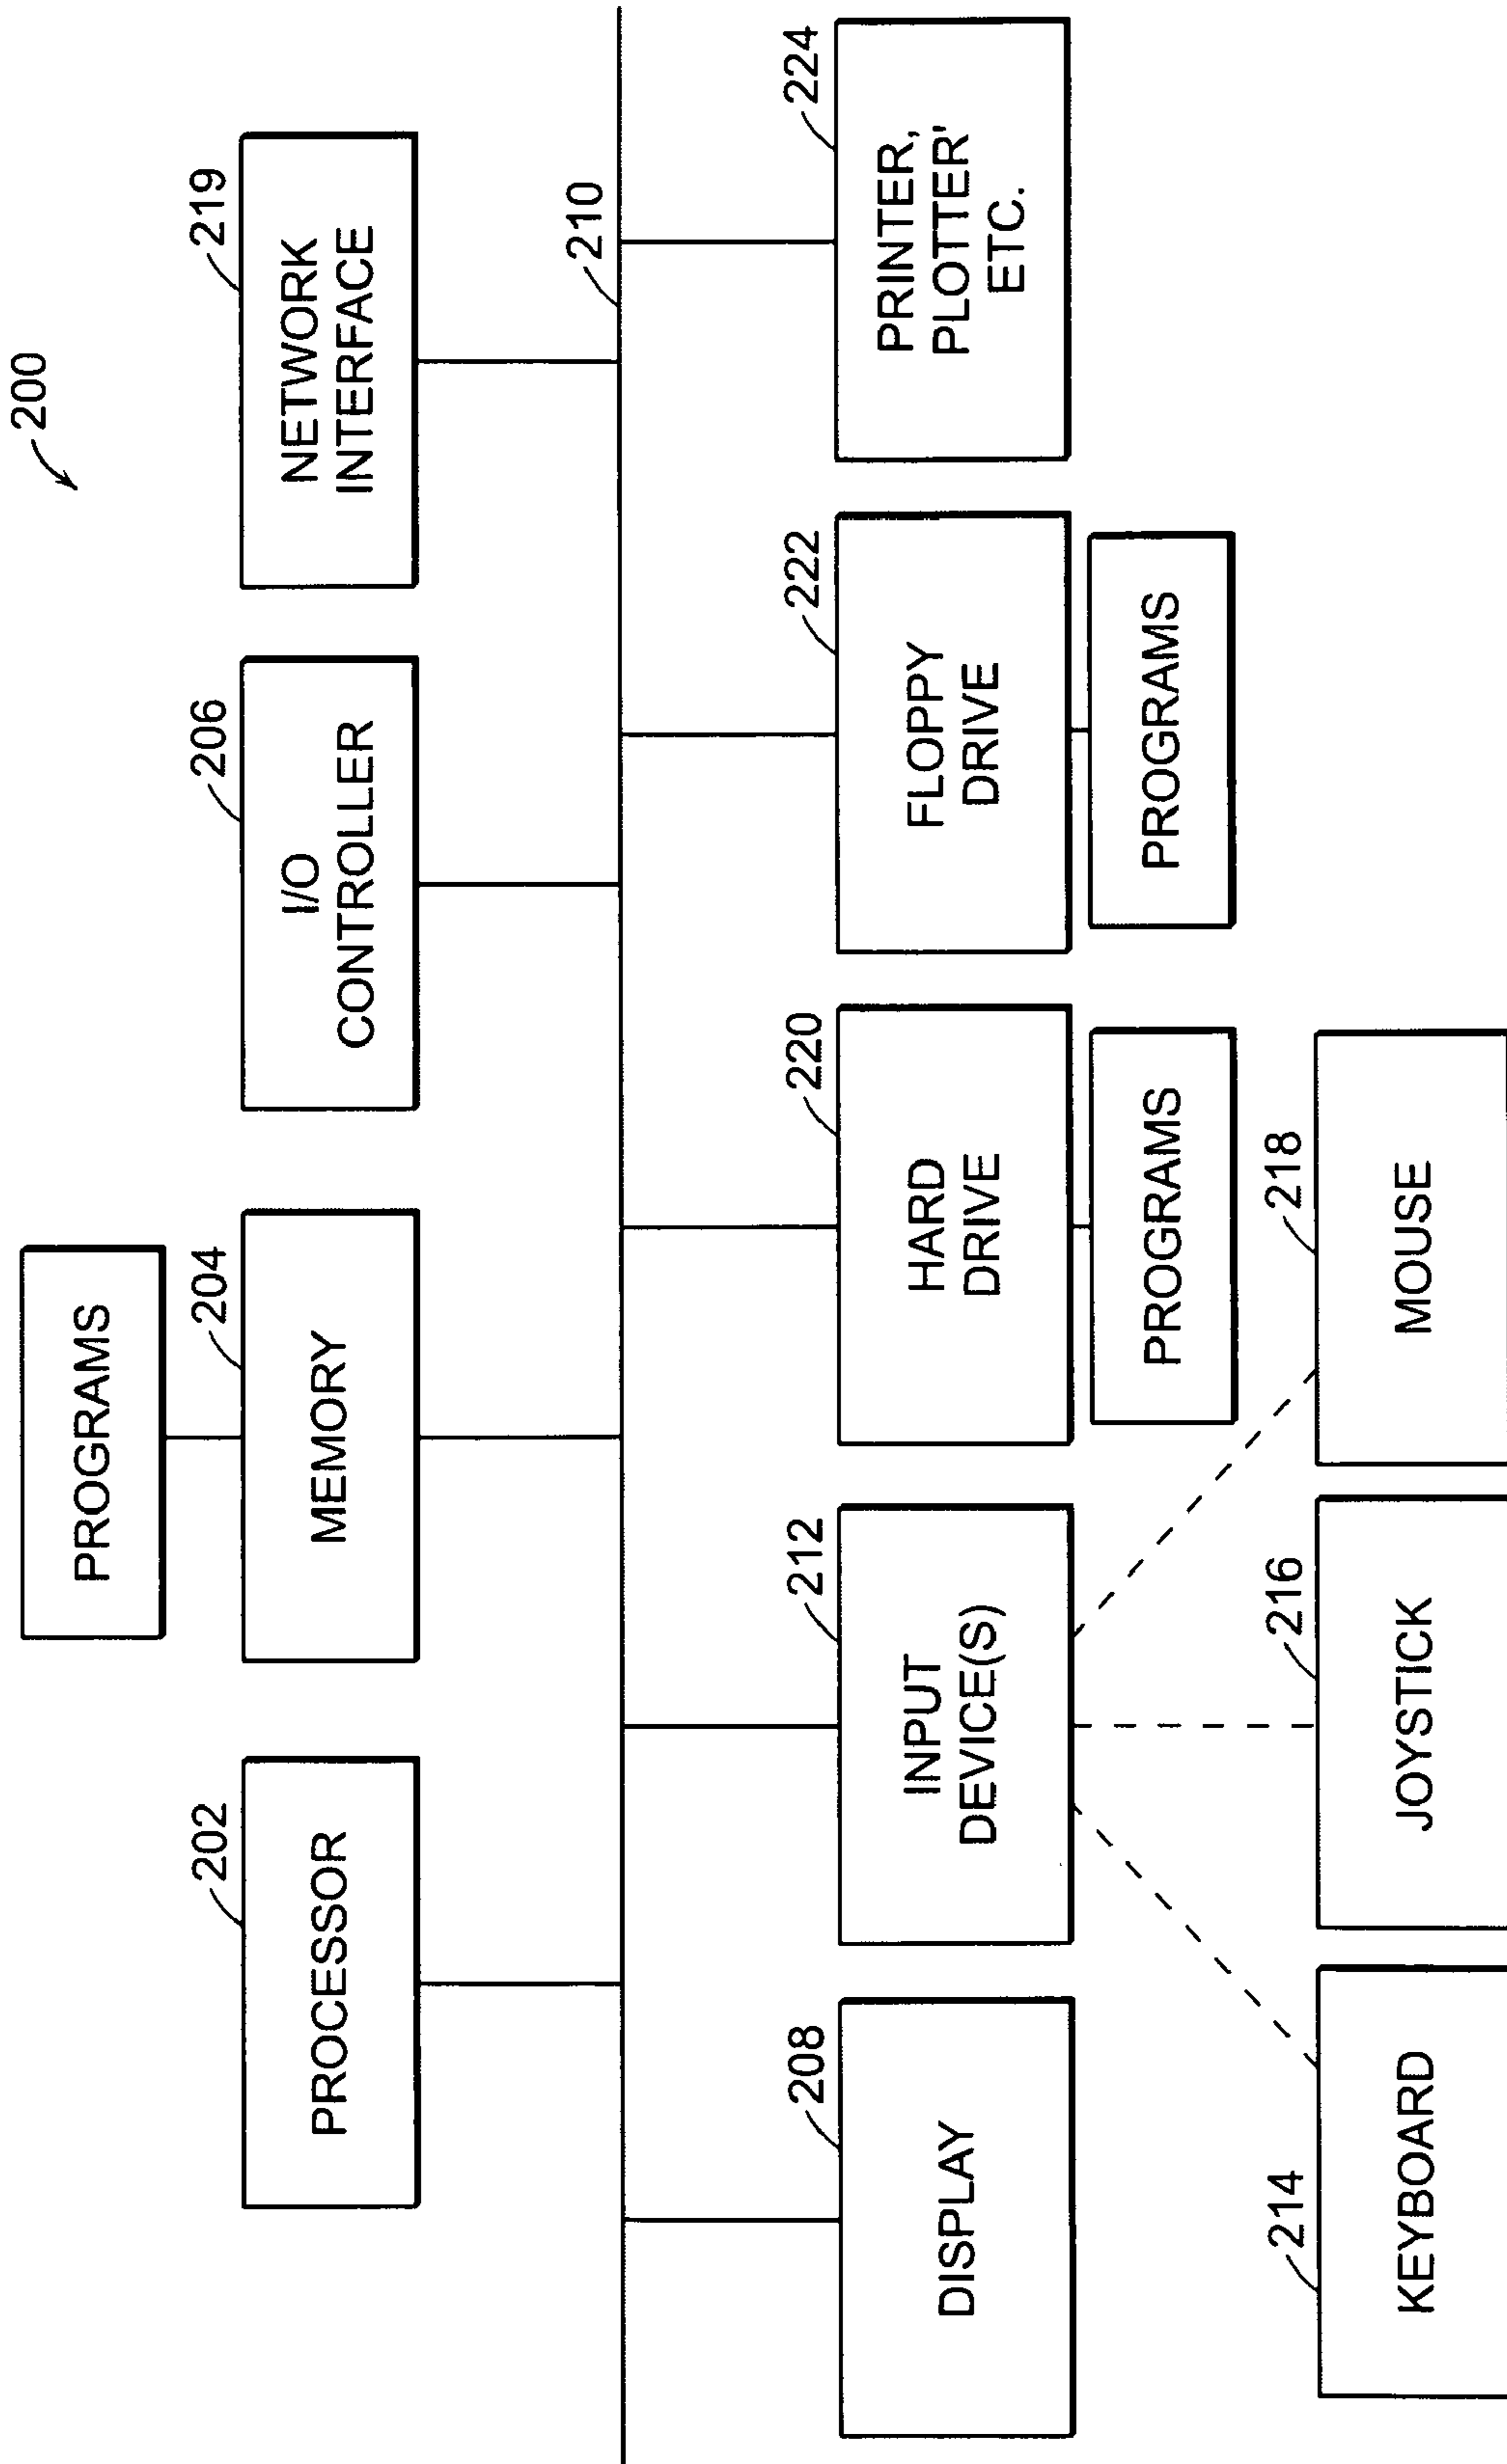 200
PROGRAMS
202
204
206
219
PROCESSOR
MEMORY
I/O
CONTROLLER
NETWORK
INTERFACE
210
208
212
220
222
224
DISPLAY
INPUT
DEVICE(S)
HARD
DRIVE
FLOPPY
DRIVE
PRINTER,
PLOTTER'
ETC.
PROGRAMS
PROGRAMS
214
216
218
KEYBOARD
JOYSTICK
MOUSE